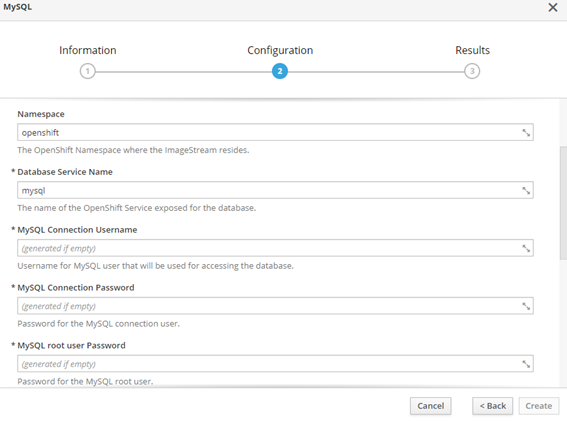 MySQL
Information
Configuration
Results
1
2
3
Namespace
openshift
The OpenShift Namespace where the ImageStream resides.
* Database Service Name
mysql
The name of the OpenShift Service exposed for the database.
* MySQL Connection Username
(generated if empty)
Username for MySQL user that will be used for accessing the database.
* MySQL Connection Password
(generated if empty)
Password for the MySQL connection user.
* MySQL root user Password
(generated if empty)
Password for the MySQL root user.
Cancel
< Back
Create